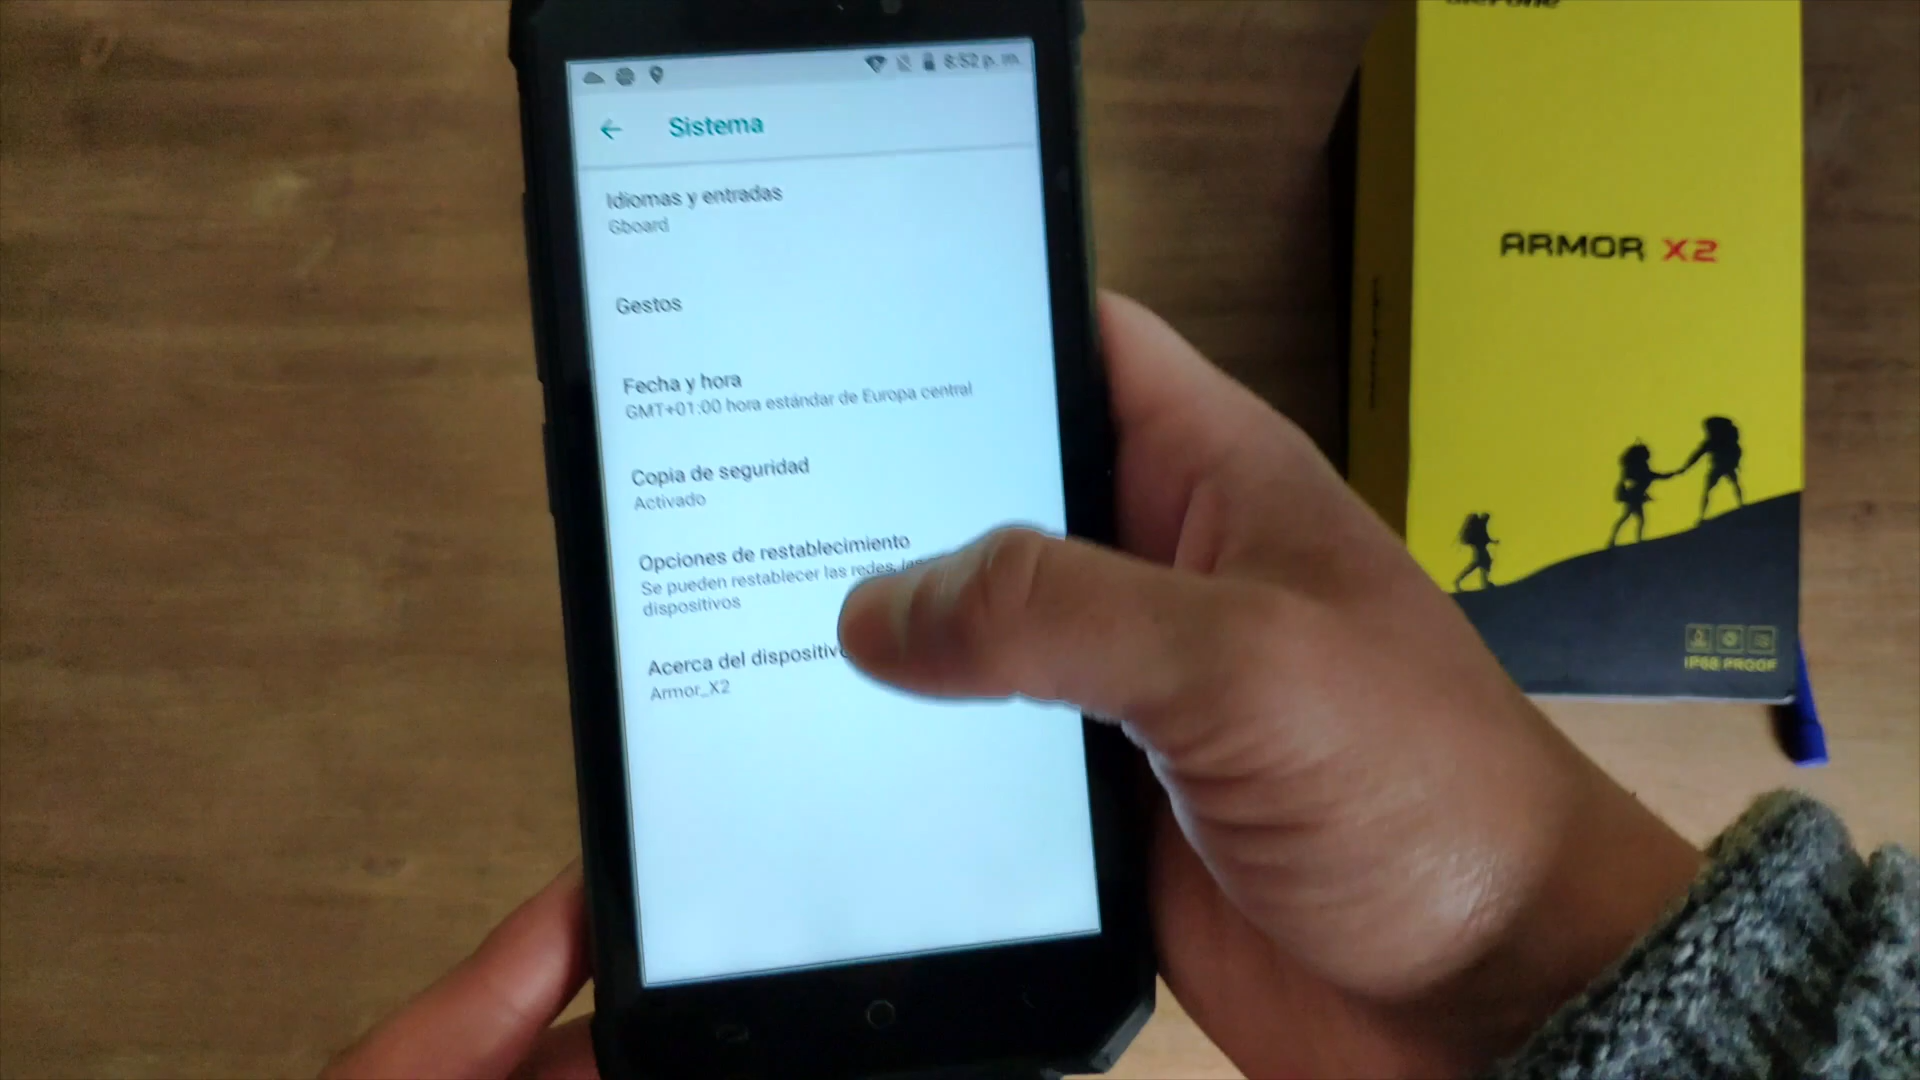 8:52 p. m.
Sistema
Idiomas y entradas
Gboard
Gestos
Fecha y hora
GMT+01:00 hora estándar de Europa central
Copia de seguridad
Activado
Opciones de restablecimiento
Se pueden restablecer las redes,
dispositivos
Acerca del dispositivo
Armor_X2
ARMOR X2
IP68 PROOF